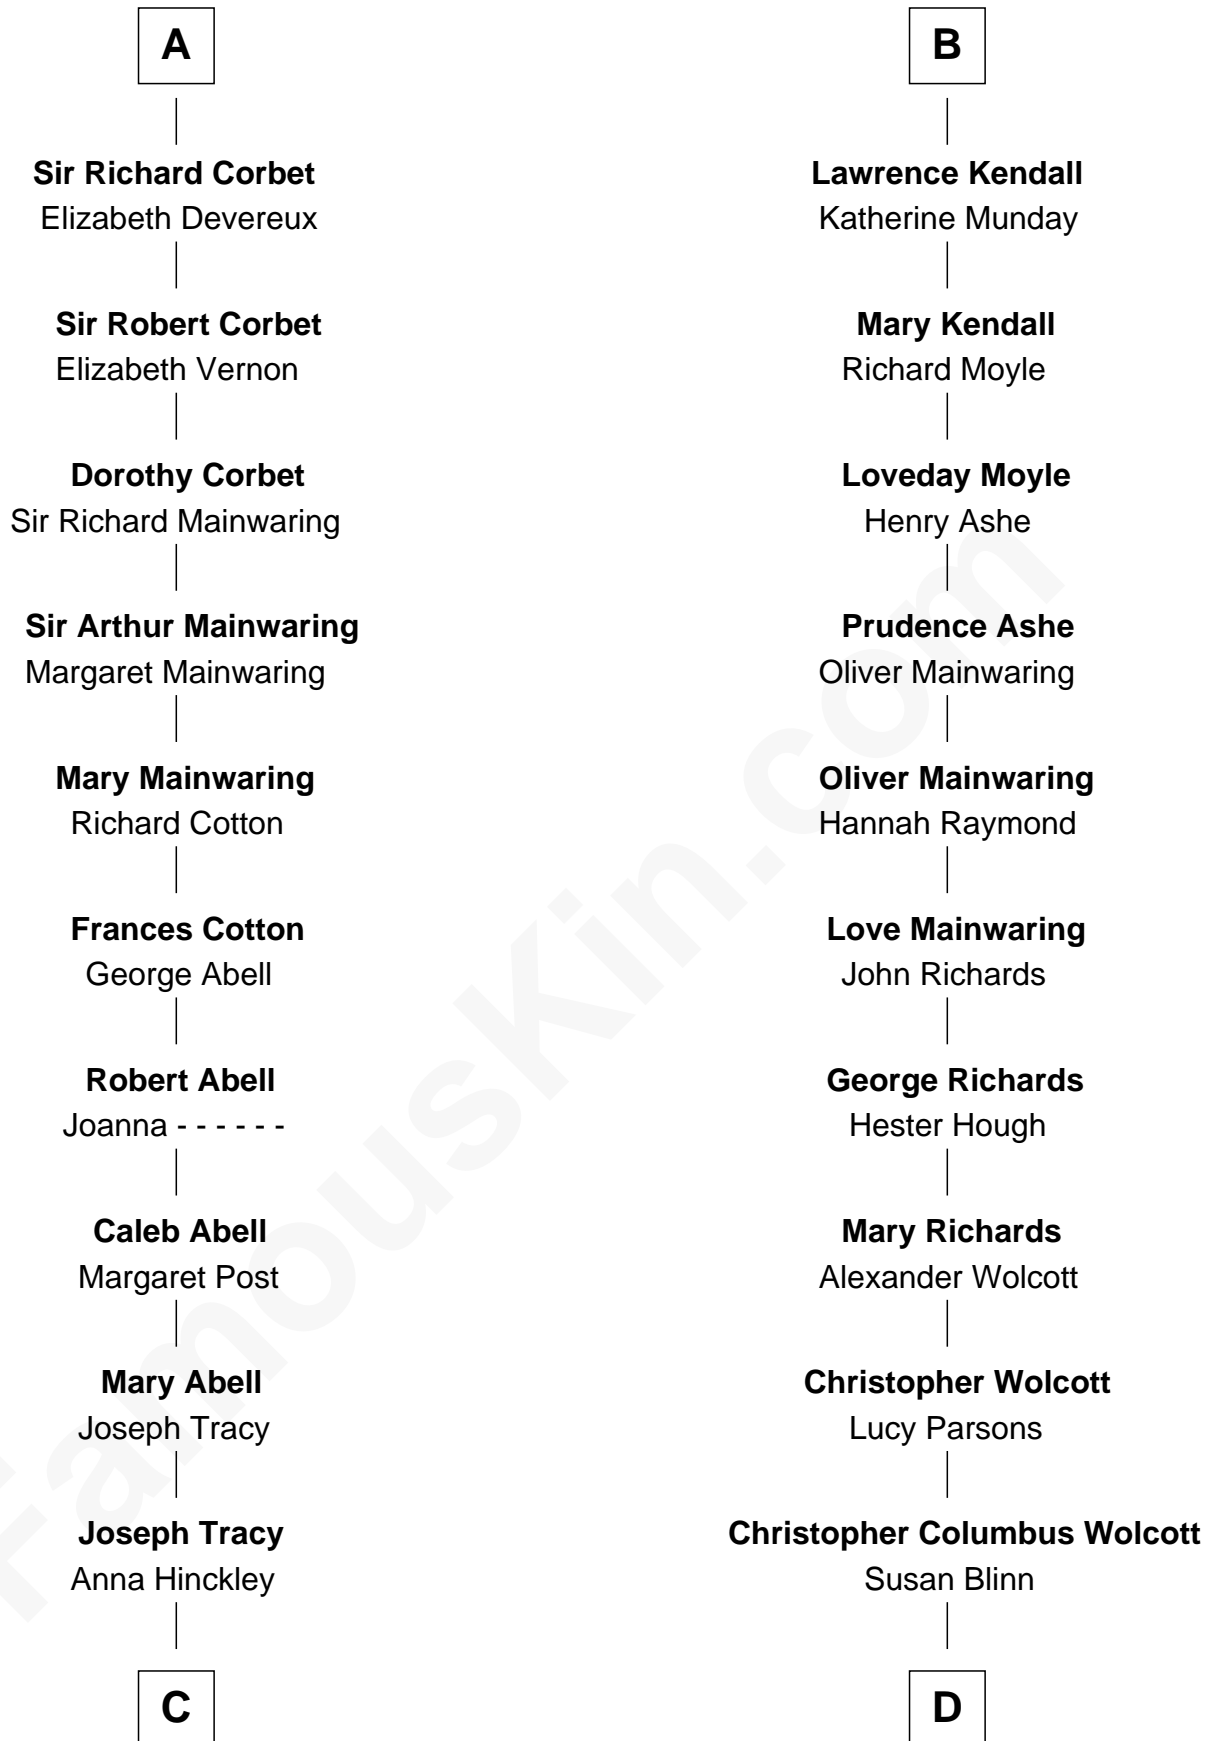 A
Sir Richard Corbet
Elizabeth Devereux
Sir Robert Corbet
Elizabeth Vernon
Dorothy Corbet
Sir Richard Mainwaring
Sir Arthur Mainwaring
Margaret Mainwaring
Mary Mainwaring
Richard Cotton
Frances Cotton
George Abell
Robert Abell
Joanna - - - - - -
Caleb Abell
Margaret Post
Mary Abell
Joseph Tracy
Joseph Tracy
Anna Hinckley
C
B
Lawrence Kendall
Katherine Munday
Mary Kendall
Richard Moyle
Loveday Moyle
Henry Ashe
Prudence Ashe
Oliver Mainwaring
Oliver Mainwaring
Hannah Raymond
Love Mainwaring
John Richards
George Richards
Hester Hough
Mary Richards
Alexander Wolcott
Christopher Wolcott
Lucy Parsons
Christopher Columbus Wolcott
Susan Blinn
D
FamousKin.com